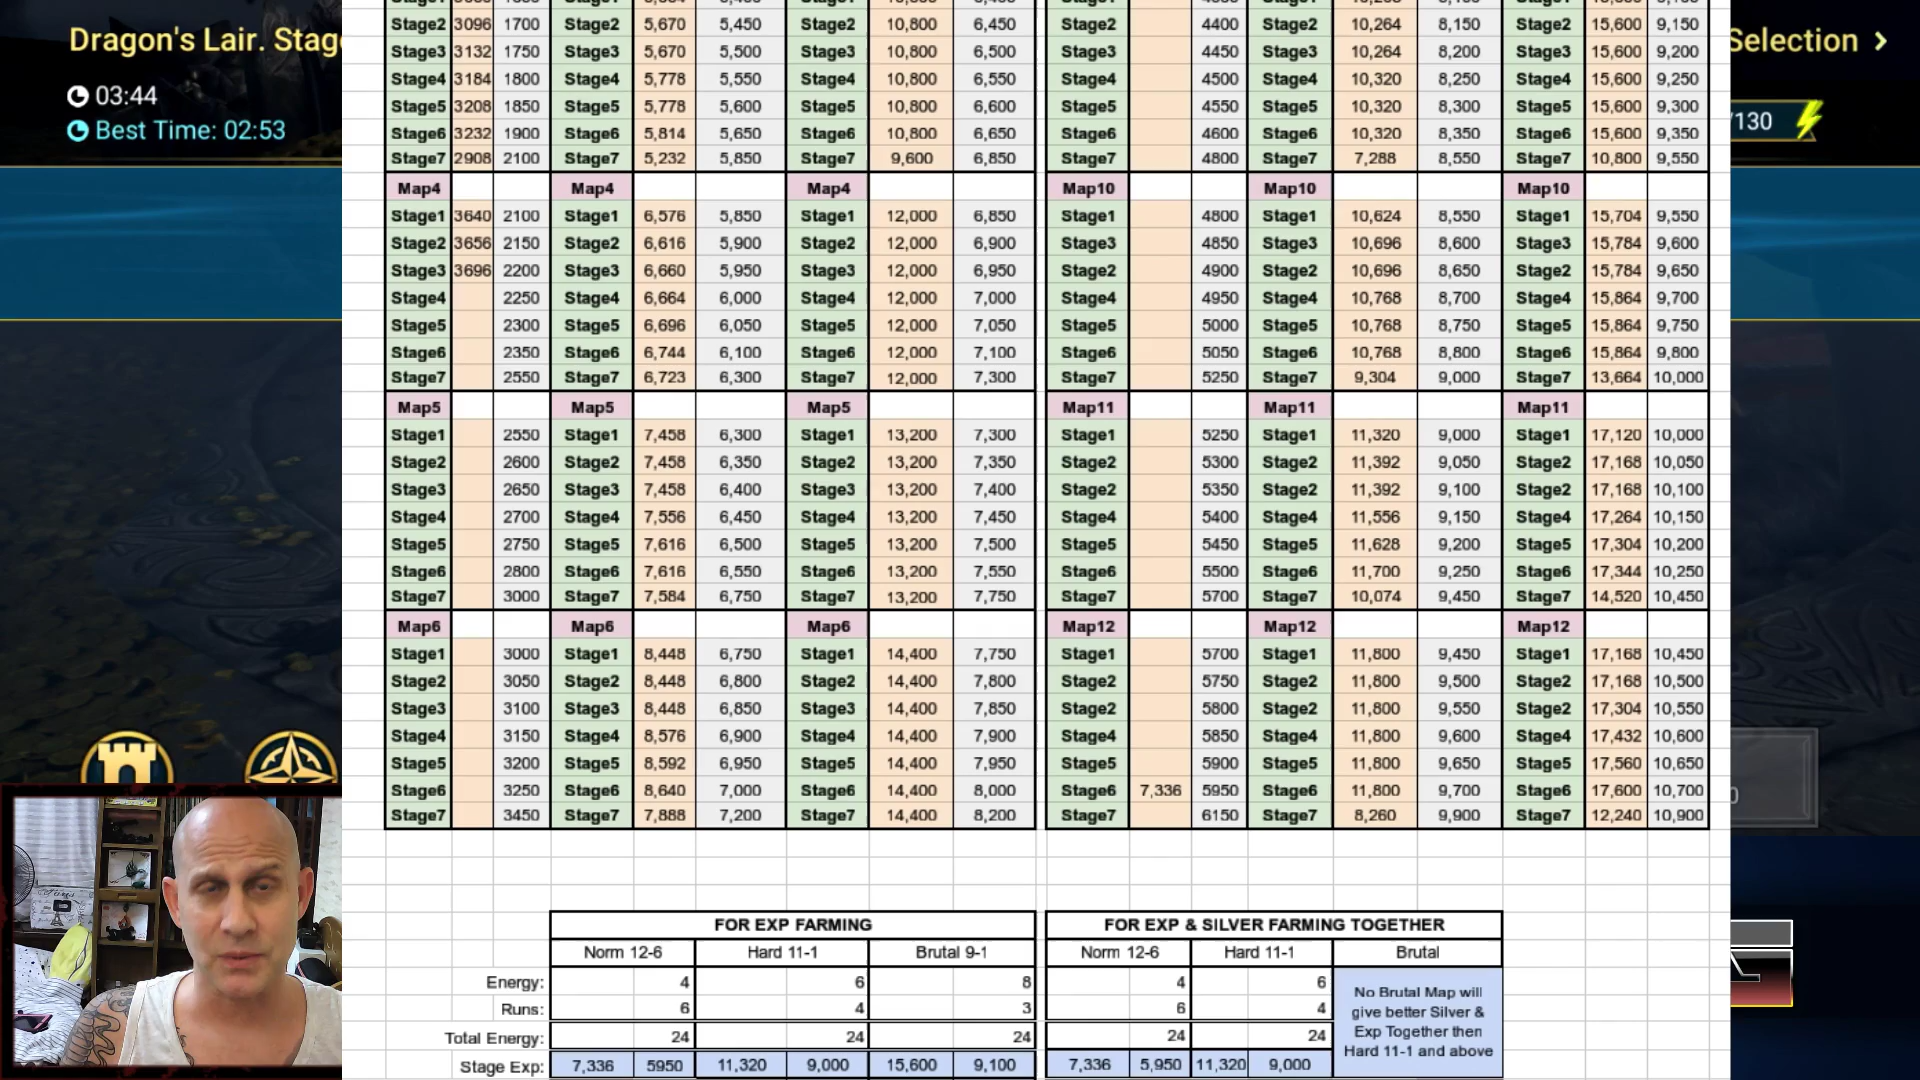 Dragon's Lair. Stag
03:44
Best Time: 02:53
Selection >
/130
Stage2 3096 1700 Stage2 5,670 5,450 Stage2 10,800 6,450 Stage2 4400 Stage2 10,264 8,150 Stage2 15,600 9,150
Stage3 3132 1750 Stage3 5,670 5,500 Stage3 10,800 6,500 Stage3 4450 Stage3 10,264 8,200 Stage3 15,600 9,200
Stage4 3184 1800 Stage4 5,778 5,550 Stage4 10,800 6,550 Stage4 4500 Stage4 10,320 8,250 Stage4 15,600 9,250
Stage5 3208 1850 Stage5 5,778 5,600 Stage5 10,800 6,600 Stage5 4550 Stage5 10,320 8,300 Stage5 15,600 9,300
Stage6 3232 1900 Stage6 5,814 5,650 Stage6 10,800 6,650 Stage6 4600 Stage6 10,320 8,350 Stage6 15,600 9,350
Stage7 2908 2100 Stage7 5,232 5,850 Stage7 9,600 6,850 Stage7 4800 Stage7 7,288 8,550 Stage7 10,800 9,550
Map4 Map4 Map4 Map10 Map10 Map10
Stage1 3640 2100 Stage1 6,576 5,850 Stage1 12,000 6,850 Stage1 4800 Stage1 10,624 8,550 Stage1 15,704 9,550
Stage2 3656 2150 Stage2 6,616 5,900 Stage2 12,000 6,900 Stage3 4850 Stage3 10,696 8,600 Stage3 15,784 9,600
Stage3 3696 2200 Stage3 6,660 5,950 Stage3 12,000 6,950 Stage2 4900 Stage2 10,696 8,650 Stage2 15,784 9,650
Stage4 2250 Stage4 6,664 6,000 Stage4 12,000 7,000 Stage4 4950 Stage4 10,768 8,700 Stage4 15,864 9,700
Stage5 2300 Stage5 6,696 6,050 Stage5 12,000 7,050 Stage5 5000 Stage5 10,768 8,750 Stage5 15,864 9,750
Stage6 2350 Stage6 6,744 6,100 Stage6 12,000 7,100 Stage6 5050 Stage6 10,768 8,800 Stage6 15,864 9,800
Stage7 2550 Stage7 6,723 6,300 Stage7 12,000 7,300 Stage7 5250 Stage7 9,304 9,000 Stage7 13,664 10,000
Map5 Map5 Map5 Map11 Map11 Map11
Stage1 2550 Stage1 7,458 6,300 Stage1 13,200 7,300 Stage1 5250 Stage1 11,320 9,000 Stage1 17,120 10,000
Stage2 2600 Stage2 7,458 6,350 Stage2 13,200 7,350 Stage2 5300 Stage2 11,392 9,050 Stage2 17,168 10,050
Stage3 2650 Stage3 7,458 6,400 Stage3 13,200 7,400 Stage2 5350 Stage2 11,392 9,100 Stage2 17,168 10,100
Stage4 2700 Stage4 7,556 6,450 Stage4 13,200 7,450 Stage4 5400 Stage4 11,556 9,150 Stage4 17,264 10,150
Stage5 2750 Stage5 7,616 6,500 Stage5 13,200 7,500 Stage5 5450 Stage5 11,628 9,200 Stage5 17,304 10,200
Stage6 2800 Stage6 7,616 6,550 Stage6 13,200 7,550 Stage6 5500 Stage6 11,700 9,250 Stage6 17,344 10,250
Stage7 3000 Stage7 7,584 6,750 Stage7 13,200 7,750 Stage7 5700 Stage7 10,074 9,450 Stage7 14,520 10,450
Map6 Map6 Map6 Map12 Map12 Map12
Stage1 3000 Stage1 8,448 6,750 Stage1 14,400 7,750 Stage1 5700 Stage1 11,800 9,450 Stage1 17,168 10,450
Stage2 3050 Stage2 8,448 6,800 Stage2 14,400 7,800 Stage2 5750 Stage2 11,800 9,500 Stage2 17,168 10,500
Stage3 3100 Stage3 8,448 6,850 Stage3 14,400 7,850 Stage2 5800 Stage2 11,800 9,550 Stage2 17,304 10,550
Stage4 3150 Stage4 8,576 6,900 Stage4 14,400 7,900 Stage4 5850 Stage4 11,800 9,600 Stage4 17,432 10,600
Stage5 3200 Stage5 8,592 6,950 Stage5 14,400 7,950 Stage5 5900 Stage5 11,800 9,650 Stage5 17,560 10,650
Stage6 3250 Stage6 8,640 7,000 Stage6 14,400 8,000 Stage6 7,336 5950 Stage6 11,800 9,700 Stage6 17,600 10,700
Stage7 3450 Stage7 7,888 7,200 Stage7 14,400 8,200 Stage7 6150 Stage7 8,260 9,900 Stage7 12,240 10,900
FOR EXP FARMING FOR EXP & SILVER FARMING TOGETHER
Norm 12-6 Hard 11-1 Brutal 9-1 Norm 12-6 Hard 11-1 Brutal
Energy: 4 6 8 4 6
Runs: 6 4 3 6 4
Total Energy: 24 24 24 24 24
Stage Exp: 7,336 5950 11,320 9,000 15,600 9,100 7,336 5,950 11,320 9,000
No Brutal Map will
give better Silver &
Exp Together then
Hard 11-1 and above